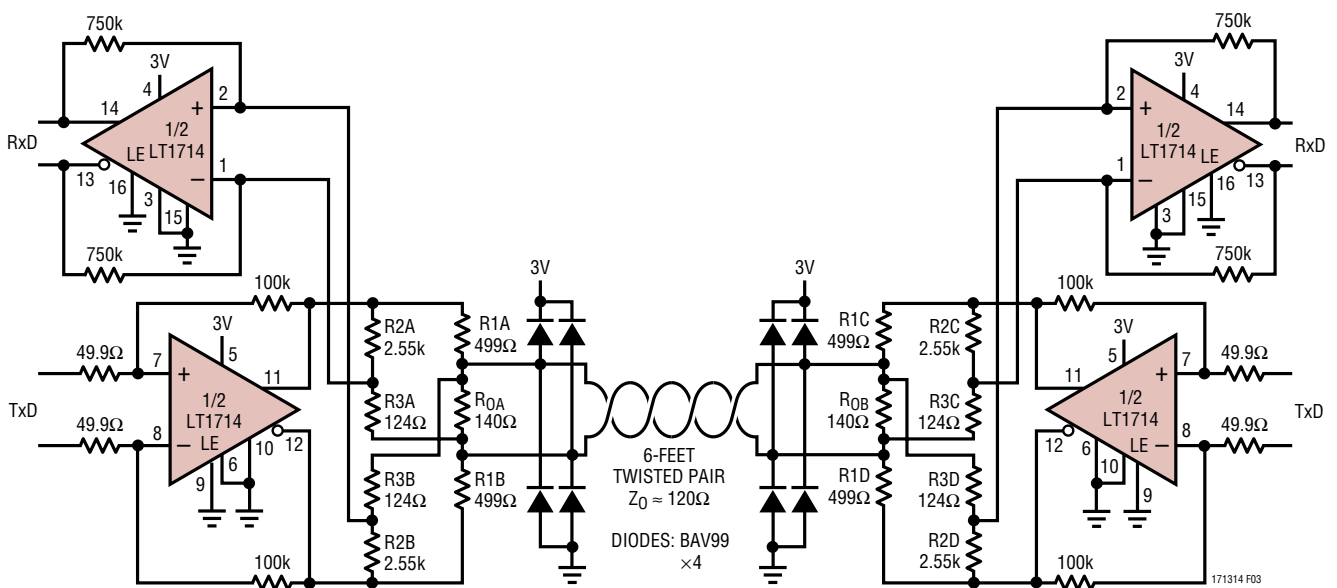 750k
3V
4
14
2
+
1/2
LT1714
LE
RxD
13
16
3
15
1
−
750k
750k
3V
4
2
14
+
1/2
LT1714
LE
RxD
1
−
3
15
16
13
750k
100k
3V
49.9Ω
7
5
+
11
1/2
LT1714
LE
TxD
49.9Ω
8
−
10
12
6
9
100k
R2A
2.55k
R1A
499Ω
R3A
124Ω
R0A
140Ω
R3B
124Ω
R1B
499Ω
R2B
2.55k
3V
3V
6-FEET
TWISTED PAIR
ZO ≈ 120Ω
DIODES: BAV99
×4
R1C
499Ω
R2C
2.55k
R0B
140Ω
R3C
124Ω
R1D
499Ω
R3D
124Ω
R2D
2.55k
100k
3V
5
7
49.9Ω
11
+
1/2
LT1714
LE
TxD
12
−
8
49.9Ω
6
10
9
100k
171314 F03